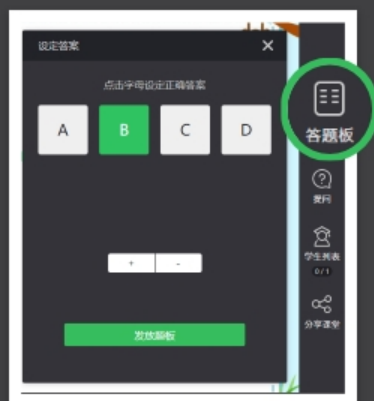 设定答案
点击字母设定正确答案
A B C D
+ -
发放题板
答题板
提问
学生列表
0/1
分享课堂